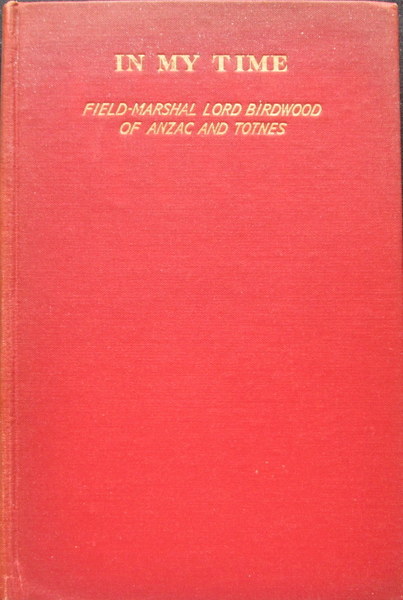 IN MY TIME
FIELD-MARSHAL LORD BIRDWOOD
OF ANZAC AND TOTNES